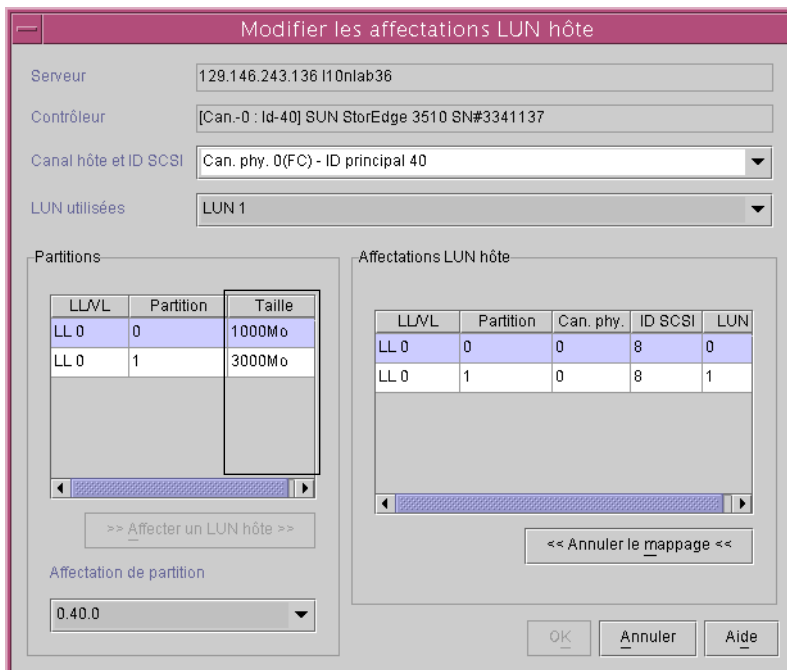 Modifier les affectations LUN hôte
Serveur 129.146.243.136 l10nlab36
Contrôleur [Can.-0 : Id-40] SUN StorEdge 3510 SN#3341137
Canal hôte et ID SCSI Can. phy. 0(FC) - ID principal 40
LUN utilisées LUN 1
Partitions
LL/VL Partition Taille
LL 0 0 1000Mo
LL 0 1 3000Mo
>> Affecter un LUN hôte >>
Affectation de partition
0.40.0
Affectations LUN hôte
LL/VL Partition Can. phy. ID SCSI LUN
LL 0 0 0 8 0
LL 0 1 0 8 1
<< Annuler le mappage <<
OK Annuler Aide